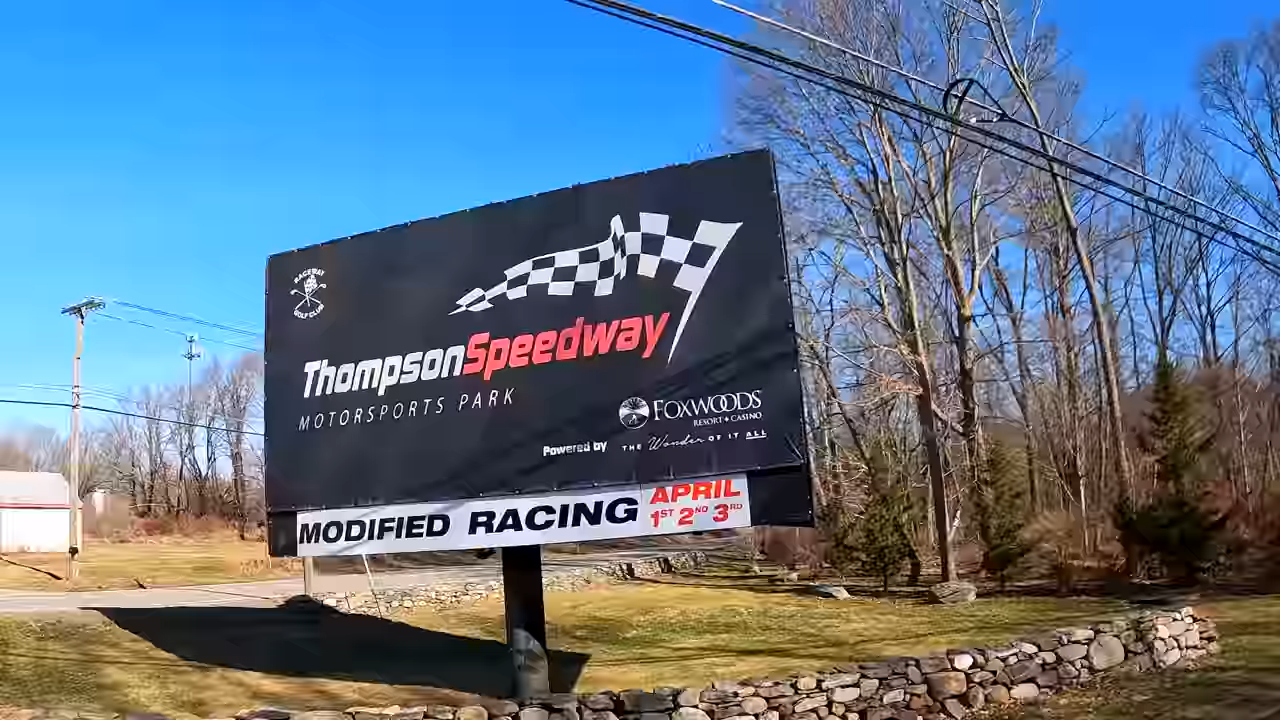 RACEWAY
GOLF CLUB
ThompsonSpeedway
MOTORSPORTS PARK
FOXWOODS
RESORT + CASINO
Powered by THE Wonder OF IT ALL
MODIFIED RACING APRIL
1ST 2ND 3RD